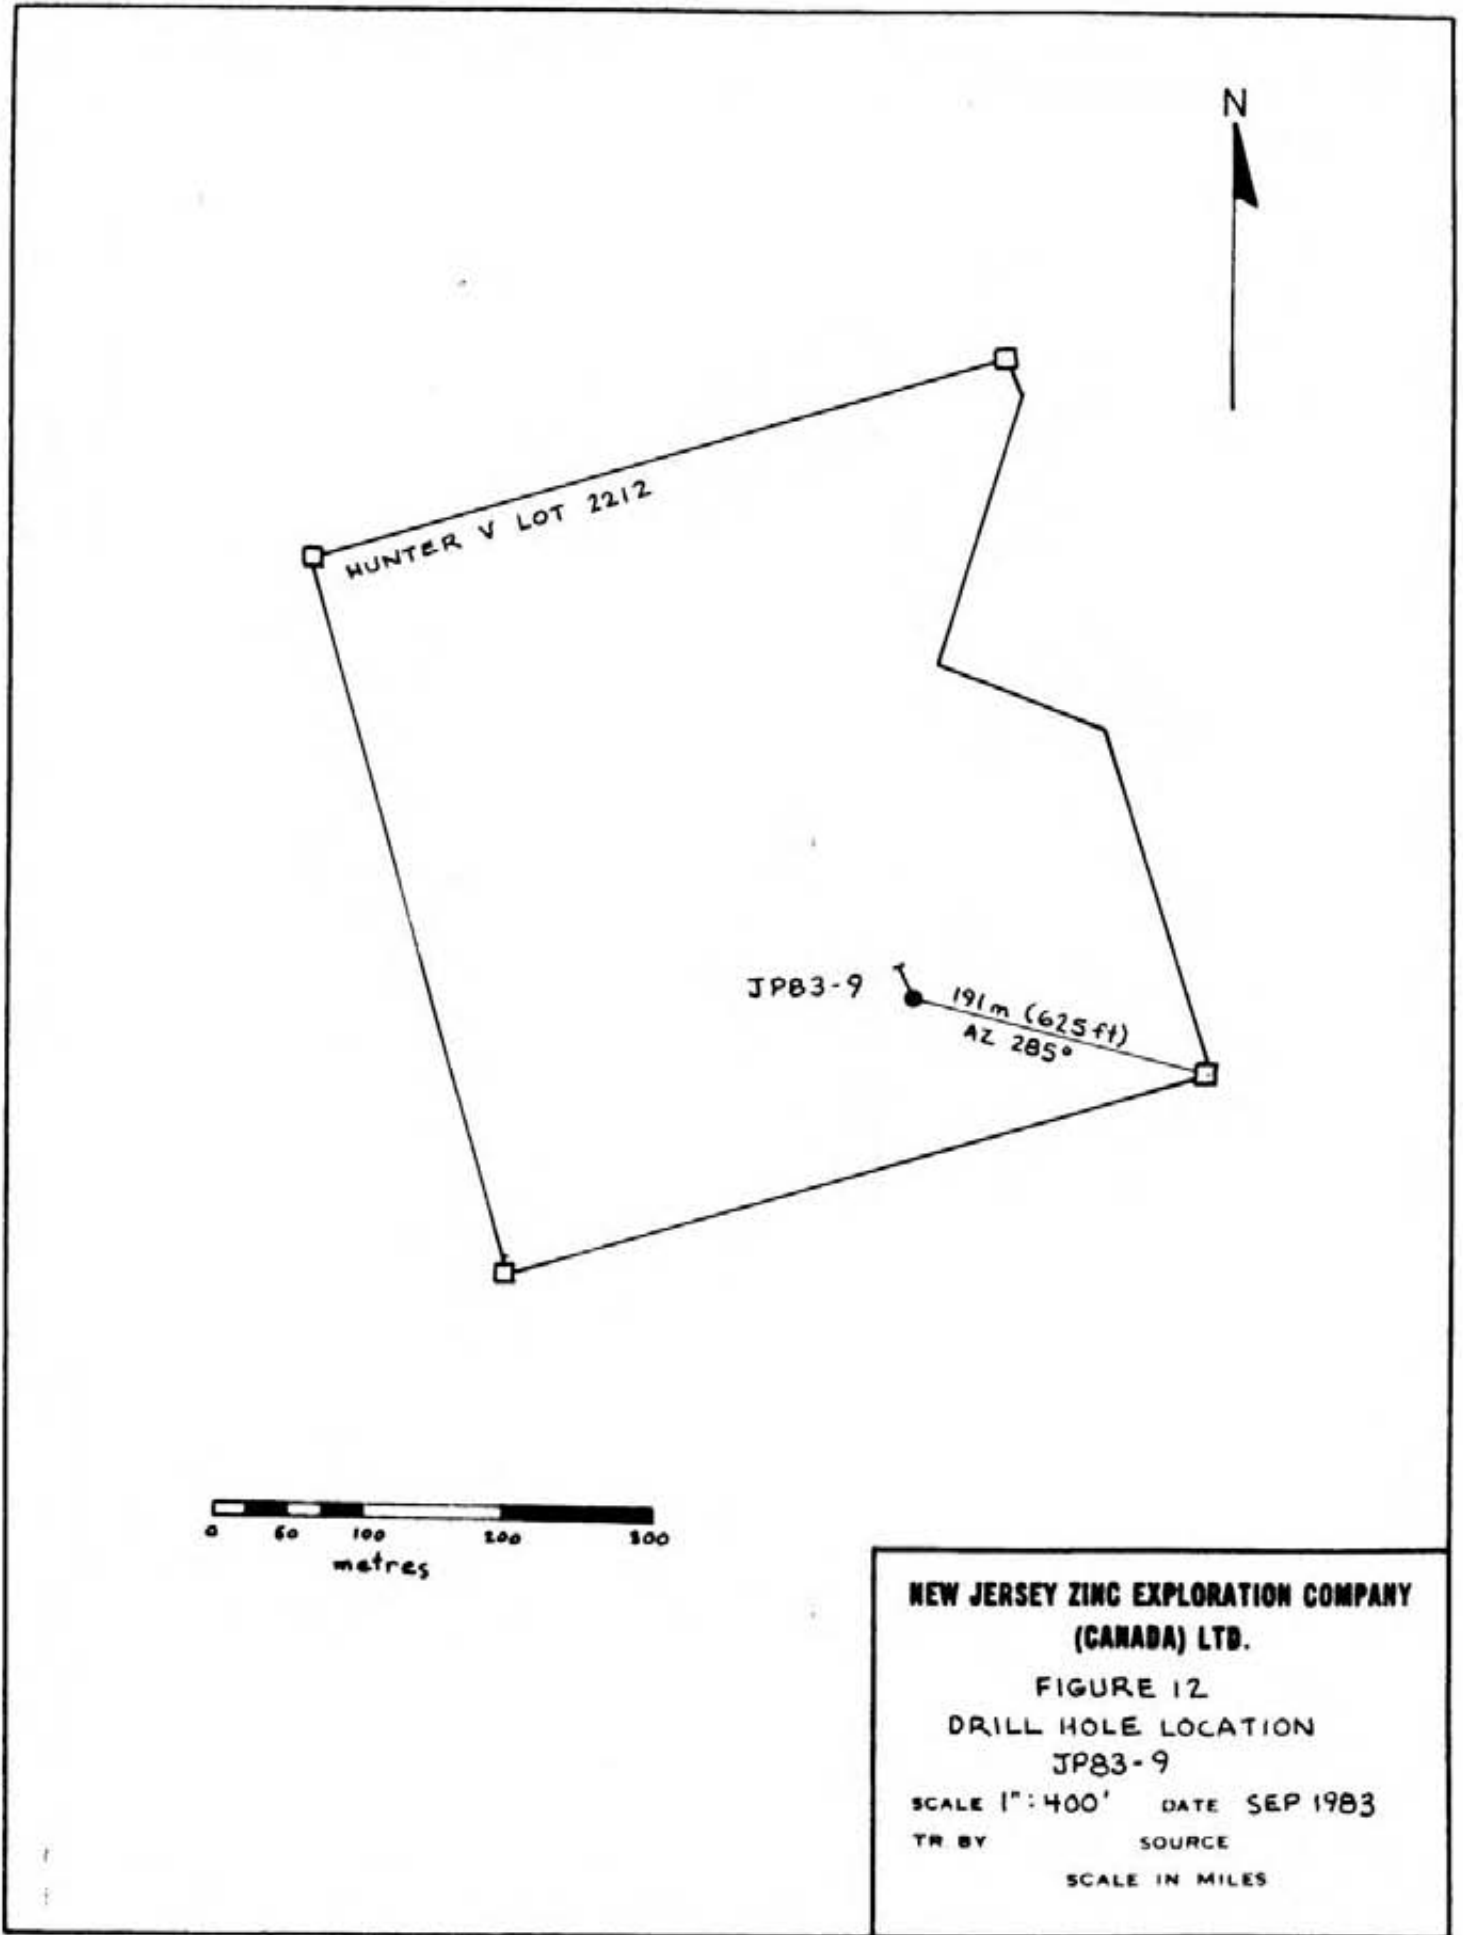 N
HUNTER V LOT 2212
JP83-9
191m (625ft)
AZ 285°
0 50 100 200 300
metres
NEW JERSEY ZINC EXPLORATION COMPANY
(CANADA) LTD.
FIGURE 12
DRILL HOLE LOCATION
JP83-9
SCALE 1":400' DATE SEP 1983
TR BY SOURCE
SCALE IN MILES